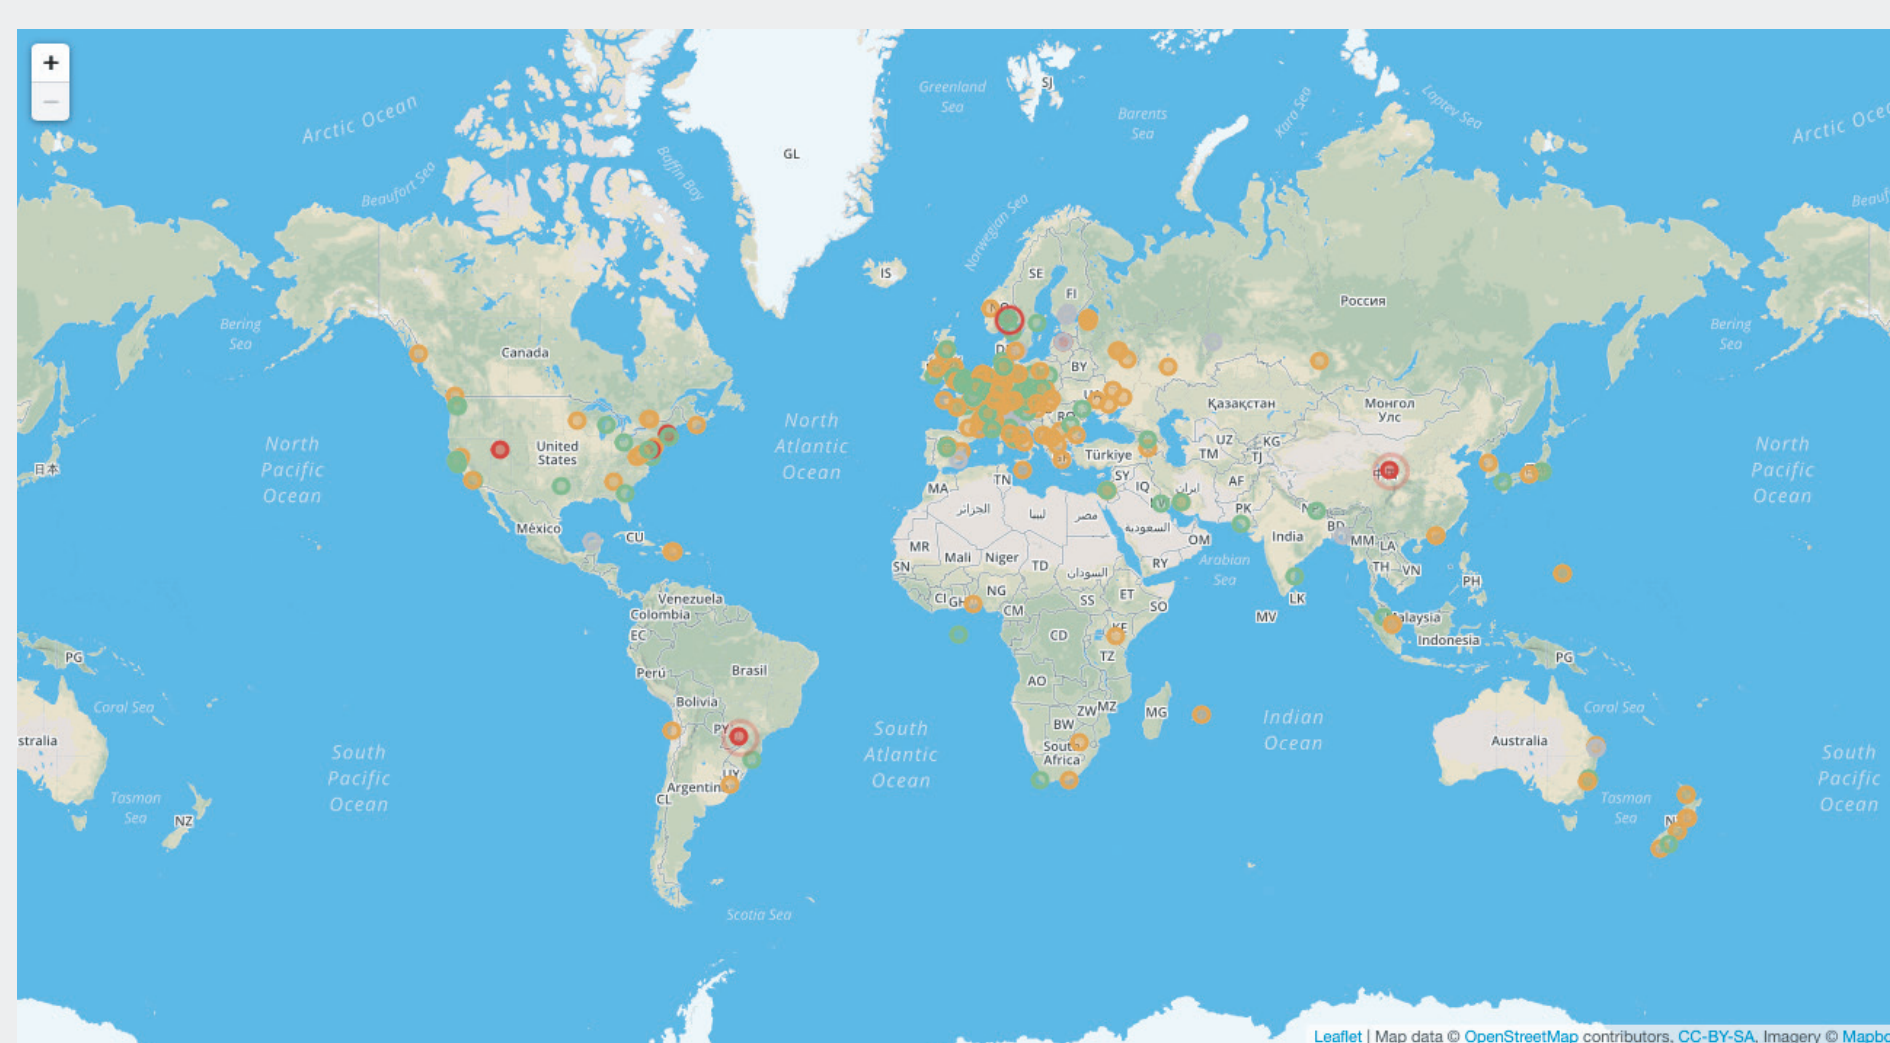 +
−
Arctic Ocean
Greenland
Sea
SJ
Barents
Sea
Kara Sea
Laptev Sea
Arctic Oce
GL
Baffin Bay
Beaufort Sea
Beauf
Norwegian Sea
IS
SE
FI
Россия
Bering
Sea
Bering
Sea
Canada
BY
Қазақстан
Монгол
Улс
North
Pacific
Ocean
United
States
North
Atlantic
Ocean
RO
Türkiye
UZ
KG
TM
TJ
日本
North
Pacific
Ocean
MA
TN
SY
IQ
ایران
AF
PK
México
CU
الجزائر
ليبيا
مصر
السعودية
OM
India
BD
MM
LA
TH
VN
PH
MR
Mali
Niger
TD
السودان
RY
Arabian
Sea
SN
CI
GH
NG
CM
SS
ET
SO
LK
MV
Venezuela
Colombia
EC
CD
KE
TZ
alaysia
Indonesia
PG
PG
Perú
Brasil
Bolivia
PY
AO
ZW
MZ
MG
BW
South
Africa
Indian
Ocean
Coral Sea
Coral Sea
stralia
Australia
South
Pacific
Ocean
South
Atlantic
Ocean
South
Pacific
Ocean
UY
Argentin
CL
Tasman
Sea
NZ
Tasman
Sea
Scotia Sea
Leaflet | Map data © OpenStreetMap contributors, CC-BY-SA, Imagery © Mapbo